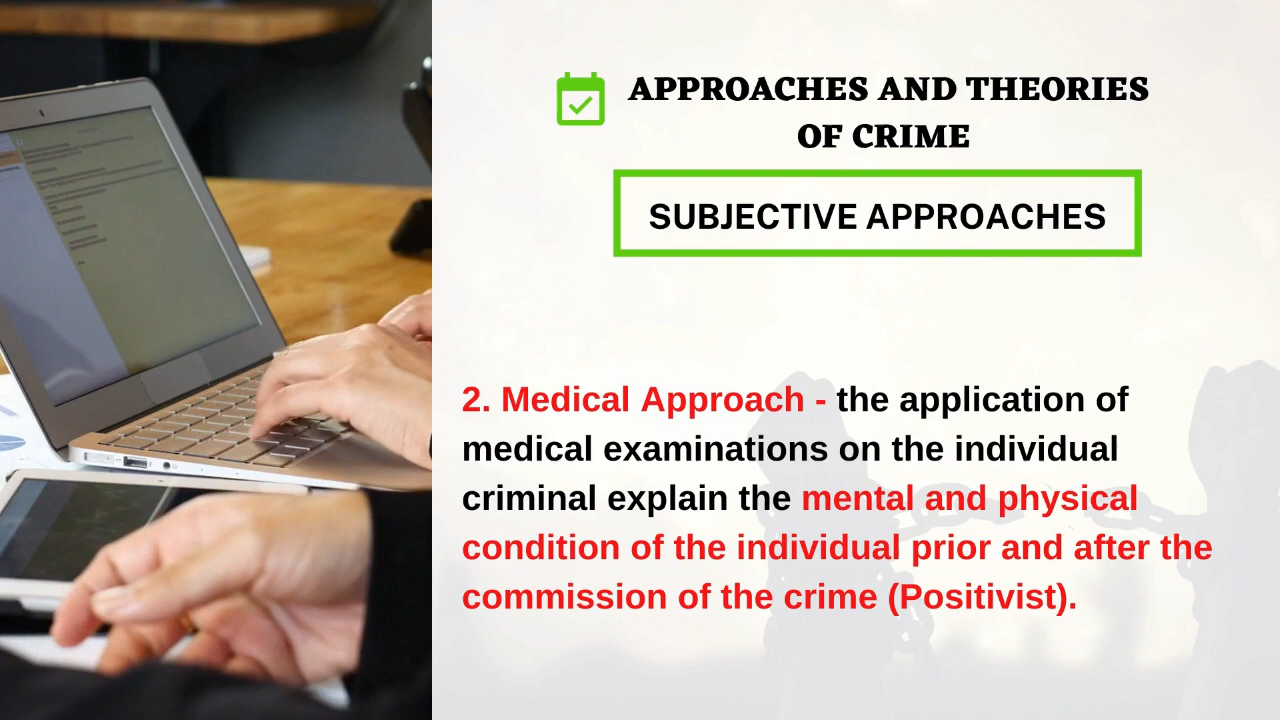 APPROACHES AND THEORIES
OF CRIME
SUBJECTIVE APPROACHES
2. Medical Approach - the application of
medical examinations on the individual
criminal explain the mental and physical
condition of the individual prior and after the
commission of the crime (Positivist).